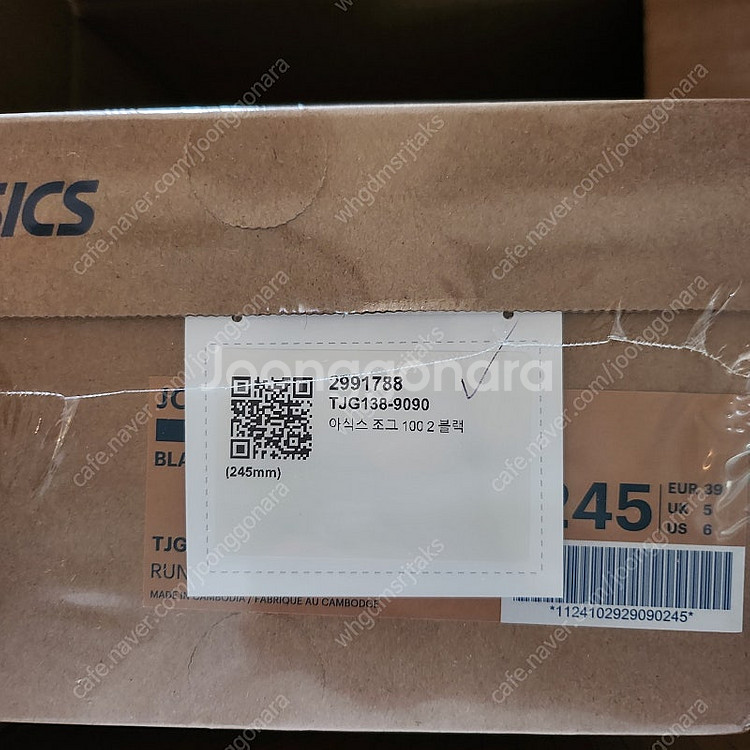 SICS
Joonggonara
2991788
TJG138-9090
아식스 조그 100 2 블랙
(245mm)
JO
BLA
245
EUR 39
UK 5
US 6
TJG
RUN
MADE IN CAMBODIA / FABRIQUE AU CAMBODGE
*1124102929090245*
cafe.naver.com/joonggonara
whgdmsrjtaks